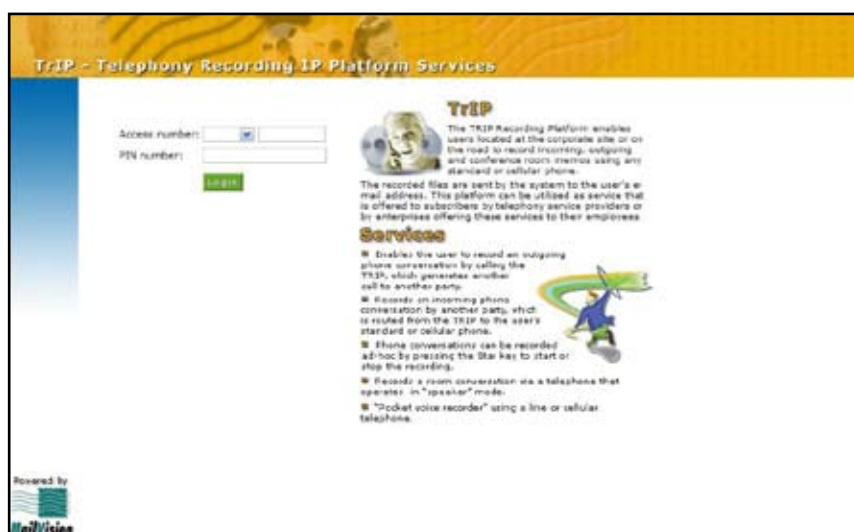 TrIP - Telephony Recording IP Platform Services
Access number:
PIN number:
Login
TrIP
The TRIP Recording Platform enables
users located at the corporate site or on
the road to record incoming, outgoing
and conference room memos using any
standard or cellular phone.
The recorded files are sent by the system to the user's e-
mail address. This platform can be utilized as service that
is offered to subscribers by telephony service providers or
by enterprises offering these services to their employees
Services
Enables the user to record an outgoing
phone conversation by calling the
TRIP, which generates another
call to another party.
Records an incoming phone
conversation by another party, which
is routed from the TRIP to the user's
standard or cellular phone.
Phone conversations can be recorded
ad-hoc by pressing the Star key to start or
stop the recording.
Records a room conversation via a telephone that
operates in "speaker" mode.
"Pocket voice recorder" using a line or cellular
telephone.
Powered by
MailVision